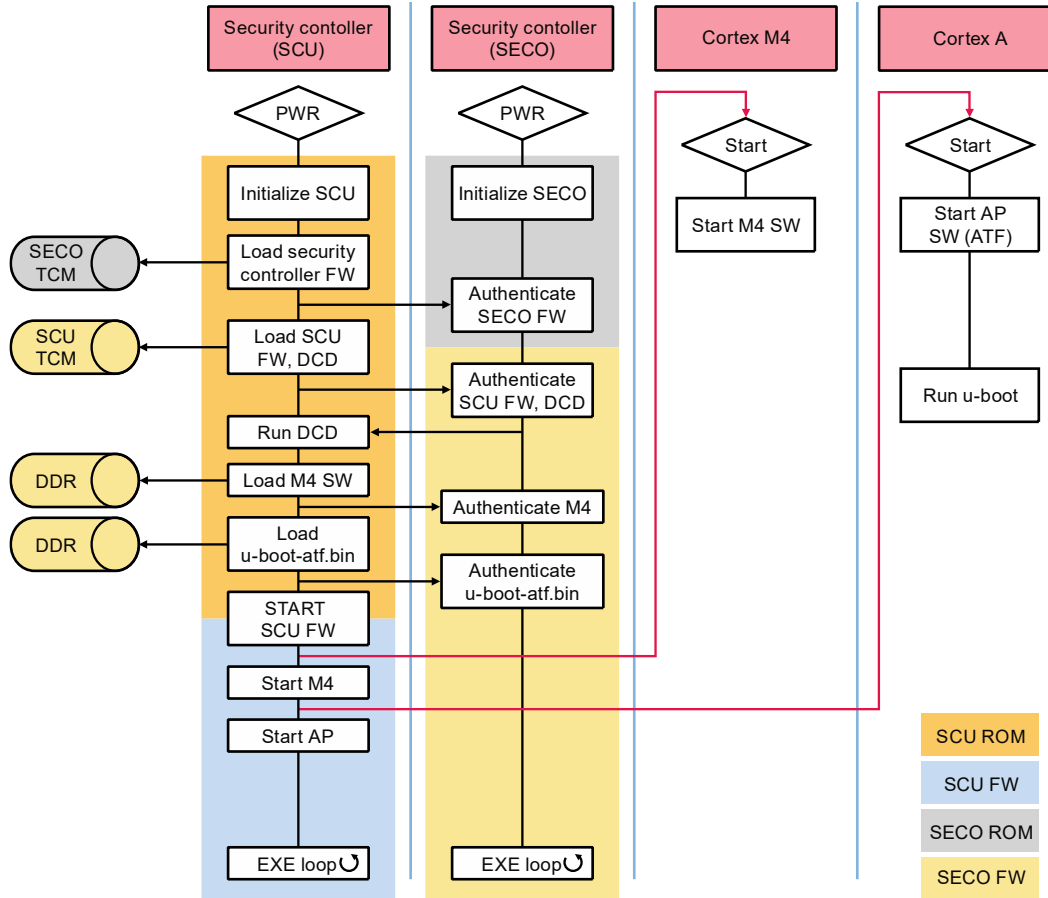 Security contoller
(SCU)
Security contoller
(SECO)
Cortex M4
Cortex A
PWR
PWR
Start
Start
Initialize SCU
Initialize SECO
Start M4 SW
Start AP
SW (ATF)
SECO
TCM
Load security
controller FW
Authenticate
SECO FW
SCU
TCM
Load SCU
FW, DCD
Authenticate
SCU FW, DCD
Run u-boot
Run DCD
DDR
Load M4 SW
Authenticate M4
DDR
Load
u-boot-atf.bin
Authenticate
u-boot-atf.bin
START
SCU FW
Start M4
Start AP
SCU ROM
SCU FW
SECO ROM
SECO FW
EXE loop
EXE loop